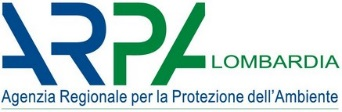 ARPA LOMBARDIA
Agenzia Regionale per la Protezione dell'Ambiente